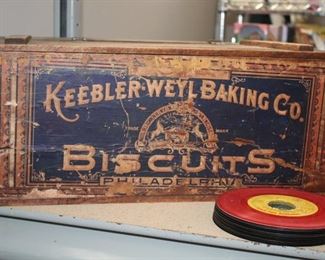 KEEBLER-WEYL BAKING CO.
TRADE MARK
BISCUITS
PHILADELPHIA